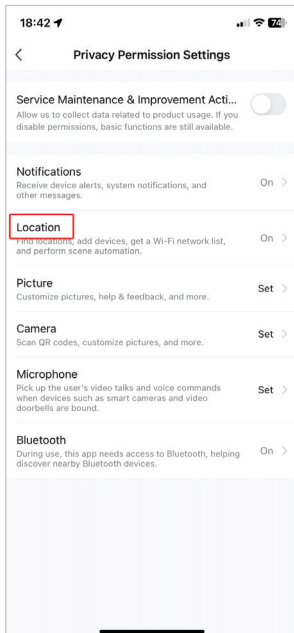 18:42
74
Privacy Permission Settings
Service Maintenance & Improvement Acti...
Allow us to collect data related to product usage. If you
disable permissions, basic functions are still available.
Notifications
Receive device alerts, system notifications, and
other messages.
On
Location
Find locations, add devices, get a Wi-Fi network list,
and perform scene automation.
On
Picture
Customize pictures, help & feedback, and more.
Set
Camera
Scan QR codes, customize pictures, and more.
Set
Microphone
Pick up the user's video talks and voice commands
when devices such as smart cameras and video
doorbells are bound.
Set
Bluetooth
During use, this app needs access to Bluetooth, helping
discover nearby Bluetooth devices.
On